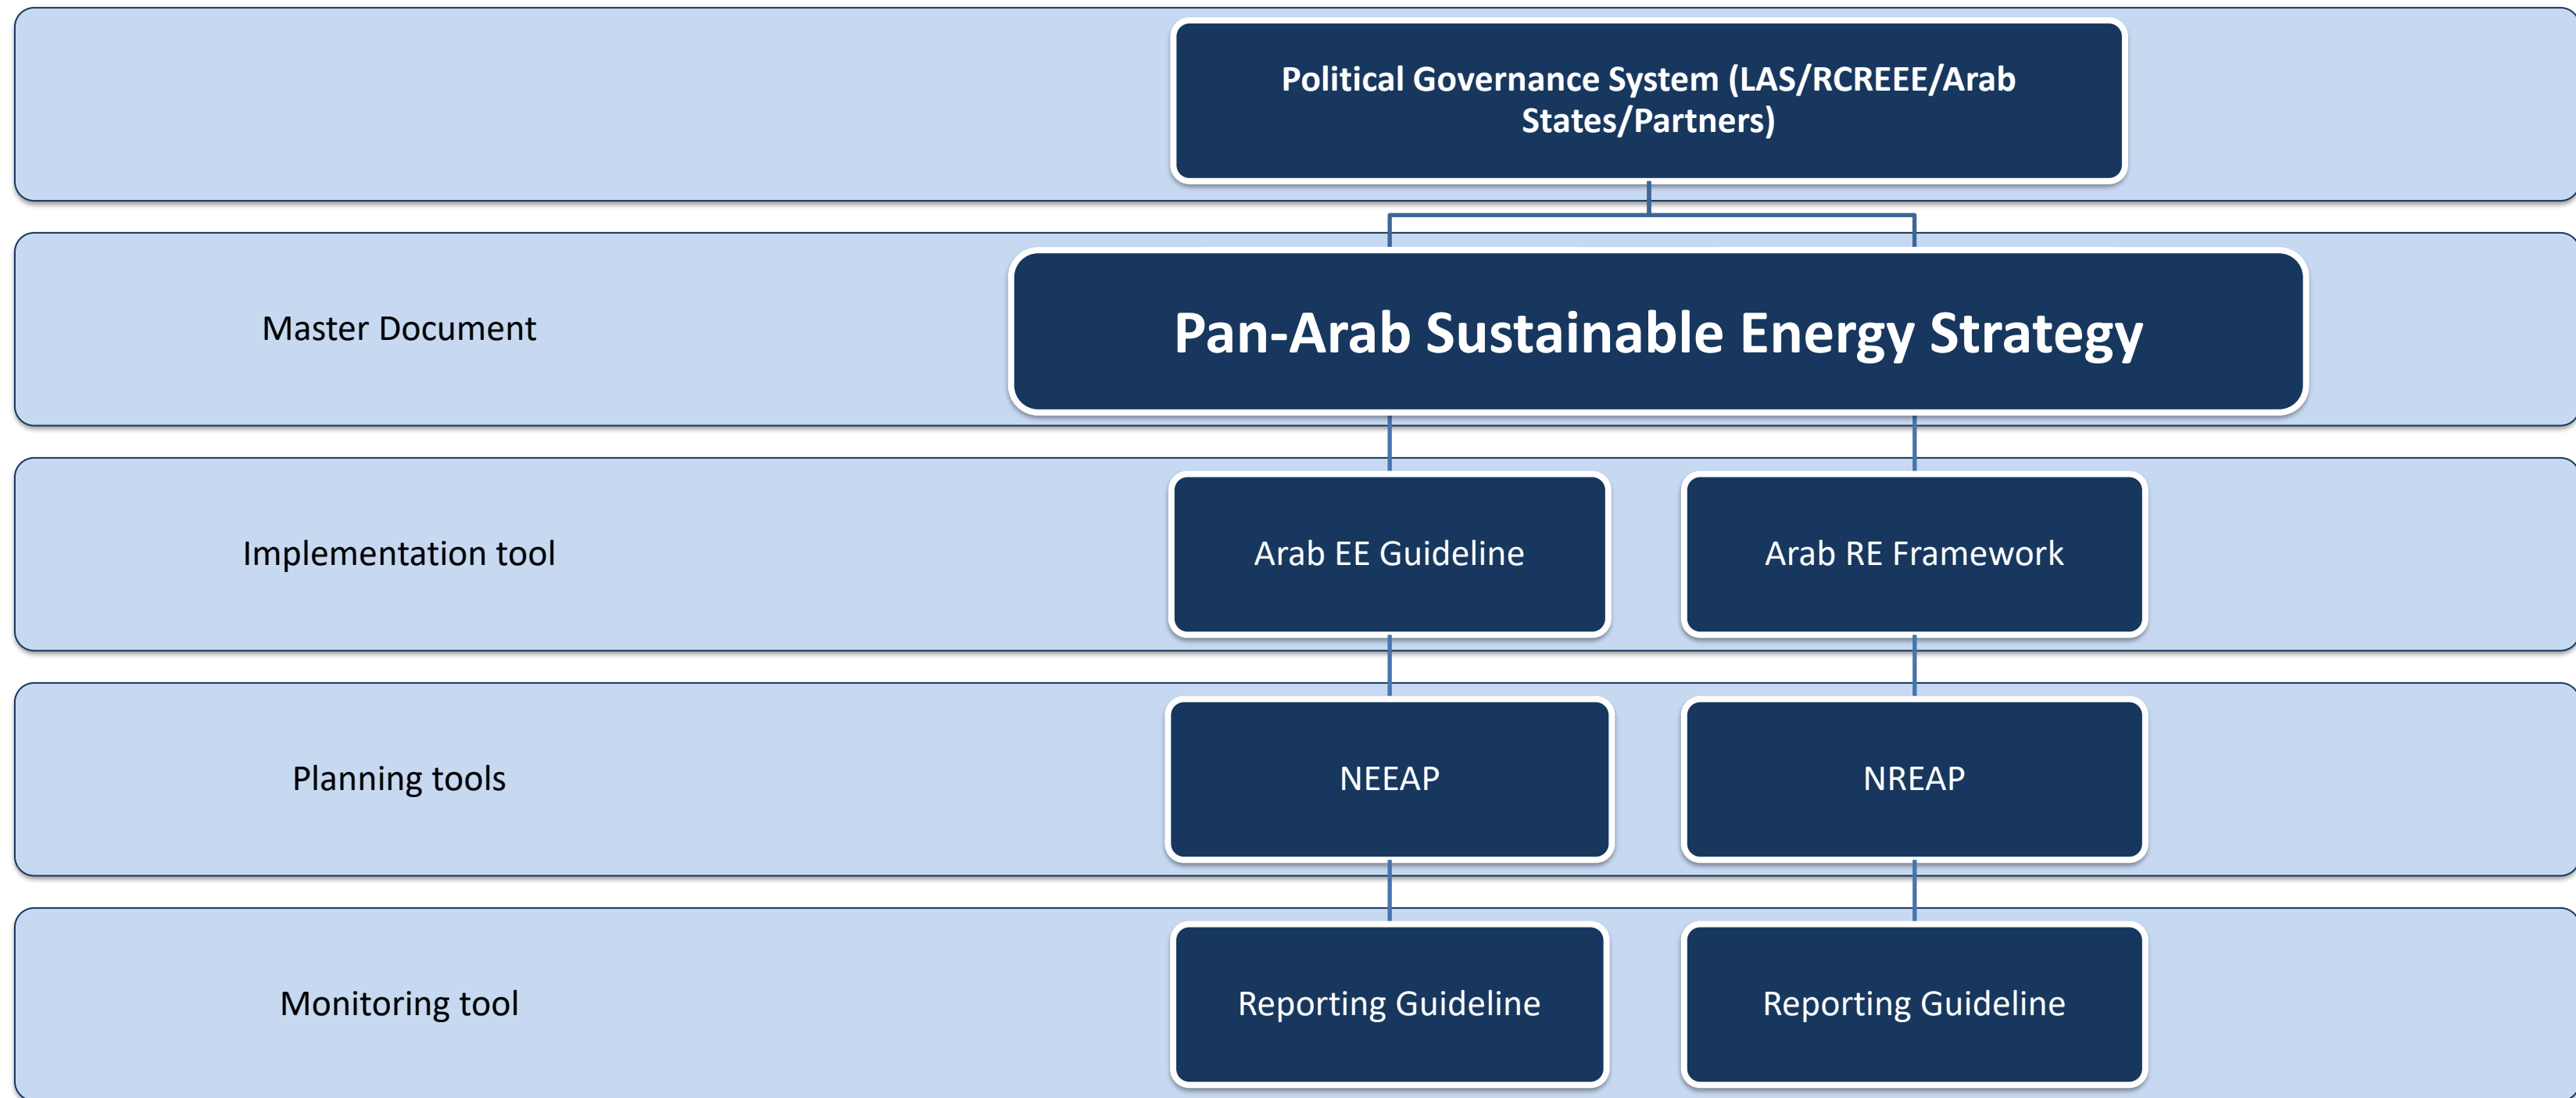 Political Governance System (LAS/RCREEE/Arab
States/Partners)
Master Document
Pan-Arab Sustainable Energy Strategy
Implementation tool
Arab EE Guideline
Arab RE Framework
Planning tools
NEEAP
NREAP
Monitoring tool
Reporting Guideline
Reporting Guideline